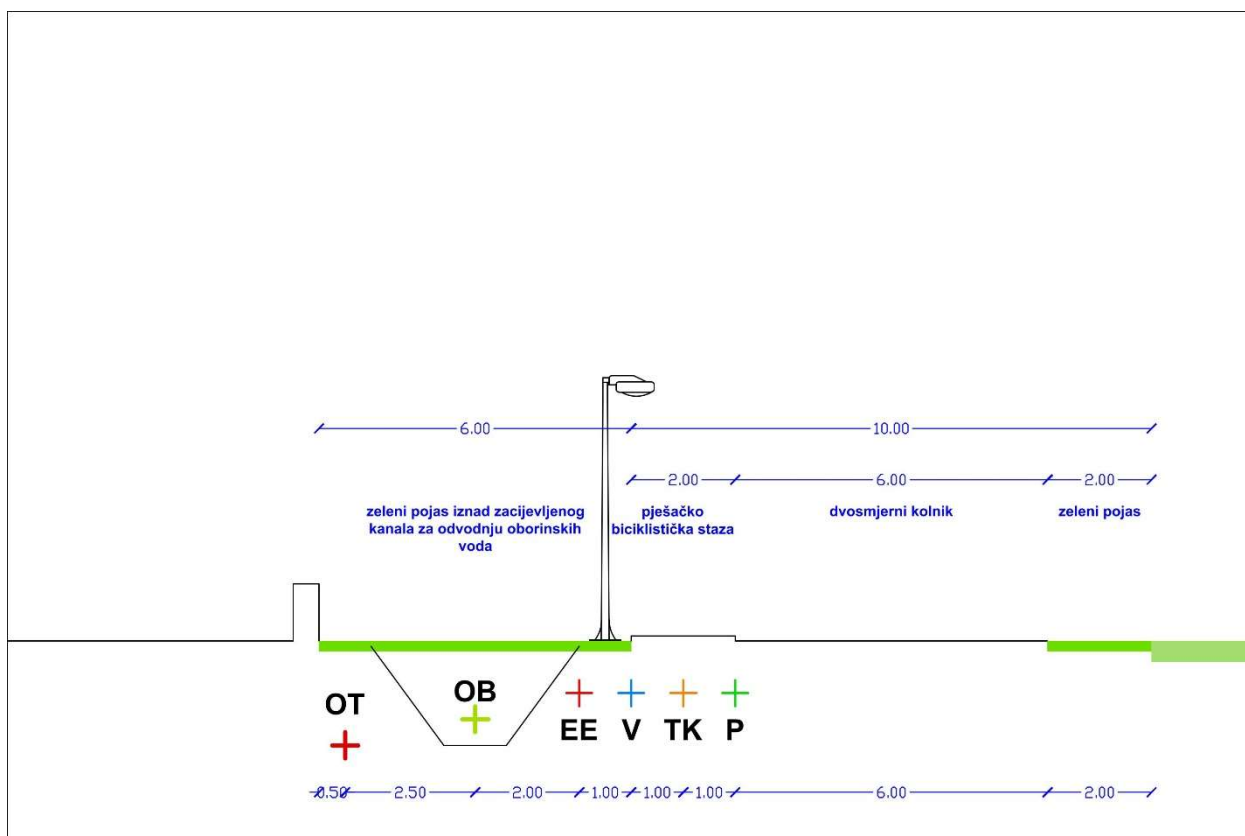 6.00 10.00
2.00 6.00 2.00
zeleni pojas iznad zacijevljenog
kanala za odvodnju oborinskih
voda
pješačko
biciklistička staza
dvosmjerni kolnik
zeleni pojas
OT
OB
EE
V
TK
P
0.50 2.50 2.00 1.00 1.00 1.00 6.00 2.00